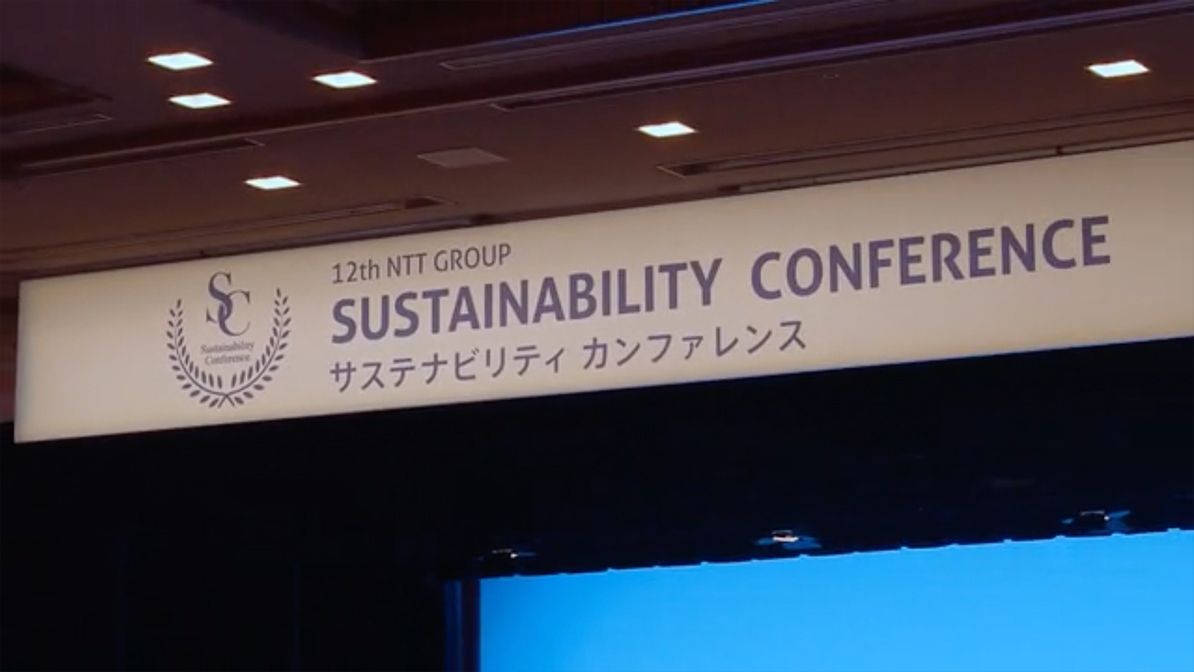 SC
Sustainability
Conference
12th NTT GROUP
SUSTAINABILITY CONFERENCE
サステナビリティ カンファレンス